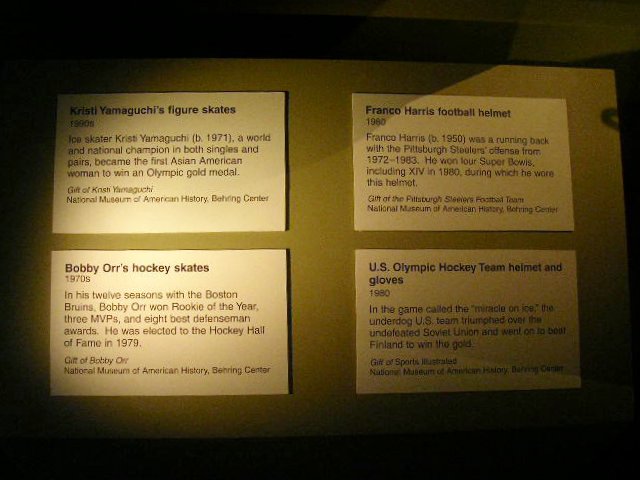 Kristi Yamaguchi's figure skates
1990s
Ice skater Kristi Yamaguchi (b. 1971), a world
and national champion in both singles and
pairs, became the first Asian American
woman to win an Olympic gold medal.
Gift of Kristi Yamaguchi
National Museum of American History, Behring Center
Franco Harris football helmet
1980
Franco Harris (b. 1950) was a running back
with the Pittsburgh Steelers' offense from
1972–1983. He won four Super Bowls,
including XIV in 1980, during which he wore
this helmet.
Gift of the Pittsburgh Steelers Football Team
National Museum of American History, Behring Center
Bobby Orr's hockey skates
1970s
In his twelve seasons with the Boston
Bruins, Bobby Orr won Rookie of the Year,
three MVPs, and eight best defenseman
awards. He was elected to the Hockey Hall
of Fame in 1979.
Gift of Bobby Orr
National Museum of American History, Behring Center
U.S. Olympic Hockey Team helmet and
gloves
1980
In the game called the "miracle on ice," the
underdog U.S. team triumphed over the
undefeated Soviet Union and went on to beat
Finland to win the gold.
Gift of Sports Illustrated
National Museum of American History, Behring Center